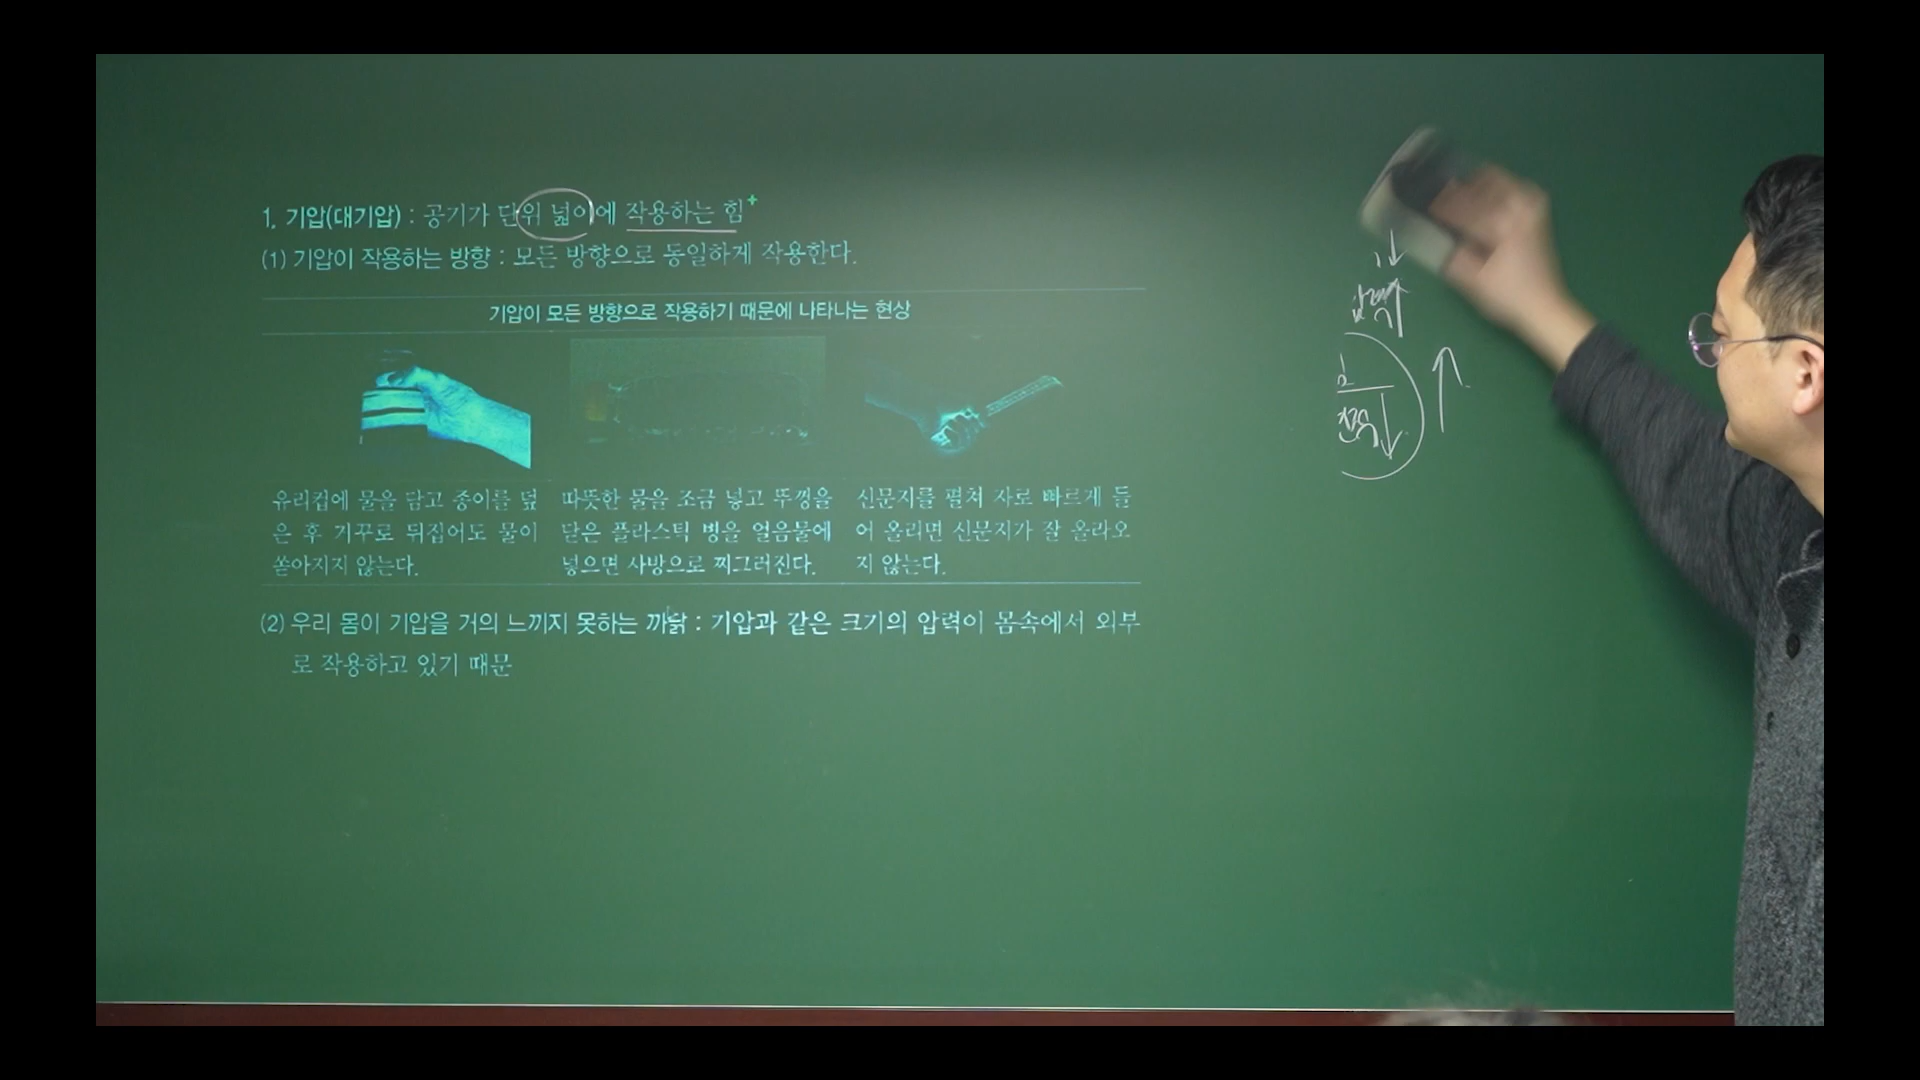 1. 기압(대기압) : 공기가 단위 넓이에 작용하는 힘+
(1) 기압이 작용하는 방향 : 모든 방향으로 동일하게 작용한다.
기압이 모든 방향으로 작용하기 때문에 나타나는 현상
유리컵에 물을 담고 종이를 덮
은 후 거꾸로 뒤집어도 물이
쏟아지지 않는다.
따뜻한 물을 조금 넣고 뚜껑을
닫은 플라스틱 병을 얼음물에
넣으면 사방으로 찌그러진다.
신문지를 펼쳐 자로 빠르게 들
어 올리면 신문지가 잘 올라오
지 않는다.
(2) 우리 몸이 기압을 거의 느끼지 못하는 까닭 : 기압과 같은 크기의 압력이 몸속에서 외부
로 작용하고 있기 때문